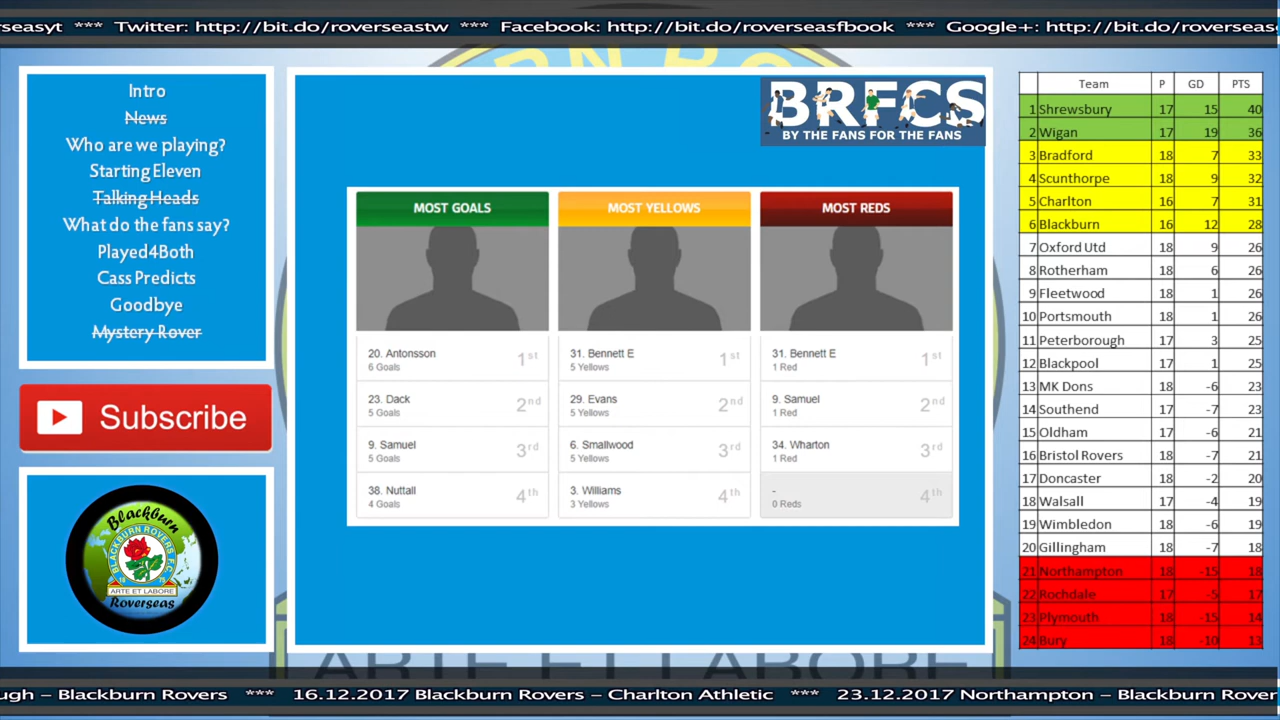 seasyt *** Twitter: http://bit.do/roverseastw *** Facebook: http://bit.do/roverseasfbook *** Google+: http://bit.do/roverseas
Intro
News
Who are we playing?
Starting Eleven
Talking Heads
What do the fans say?
Played4Both
Cass Predicts
Goodbye
Mystery Rover
Subscribe
Blackburn
BLACKBURN ROVERS F.C.
18 75
ARTE ET LABORE
Roverseas
BRFCS
BY THE FANS FOR THE FANS
MOST GOALS
20. Antonsson 1st
6 Goals
23. Dack 2nd
5 Goals
9. Samuel 3rd
5 Goals
38. Nuttall 4th
4 Goals
MOST YELLOWS
31. Bennett E 1st
5 Yellows
29. Evans 2nd
5 Yellows
6. Smallwood 3rd
5 Yellows
3. Williams 4th
3 Yellows
MOST REDS
31. Bennett E 1st
1 Red
9. Samuel 2nd
1 Red
34. Wharton 3rd
1 Red
- 4th
0 Reds
Team P GD PTS
1 Shrewsbury 17 15 40
2 Wigan 17 19 36
3 Bradford 18 7 33
4 Scunthorpe 18 9 32
5 Charlton 16 7 31
6 Blackburn 16 12 28
7 Oxford Utd 18 9 26
8 Rotherham 18 6 26
9 Fleetwood 18 1 26
10 Portsmouth 18 1 26
11 Peterborough 17 3 25
12 Blackpool 17 1 25
13 MK Dons 18 -6 23
14 Southend 17 -7 23
15 Oldham 17 -6 21
16 Bristol Rovers 18 -7 21
17 Doncaster 18 -2 20
18 Walsall 17 -4 19
19 Wimbledon 18 -6 19
20 Gillingham 18 -7 18
21 Northampton 18 -15 18
22 Rochdale 17 -5 17
23 Plymouth 18 -15 14
24 Bury 18 -10 13
ARTE ET LABORE
ugh – Blackburn Rovers *** 16.12.2017 Blackburn Rovers – Charlton Athletic *** 23.12.2017 Northampton – Blackburn Rover